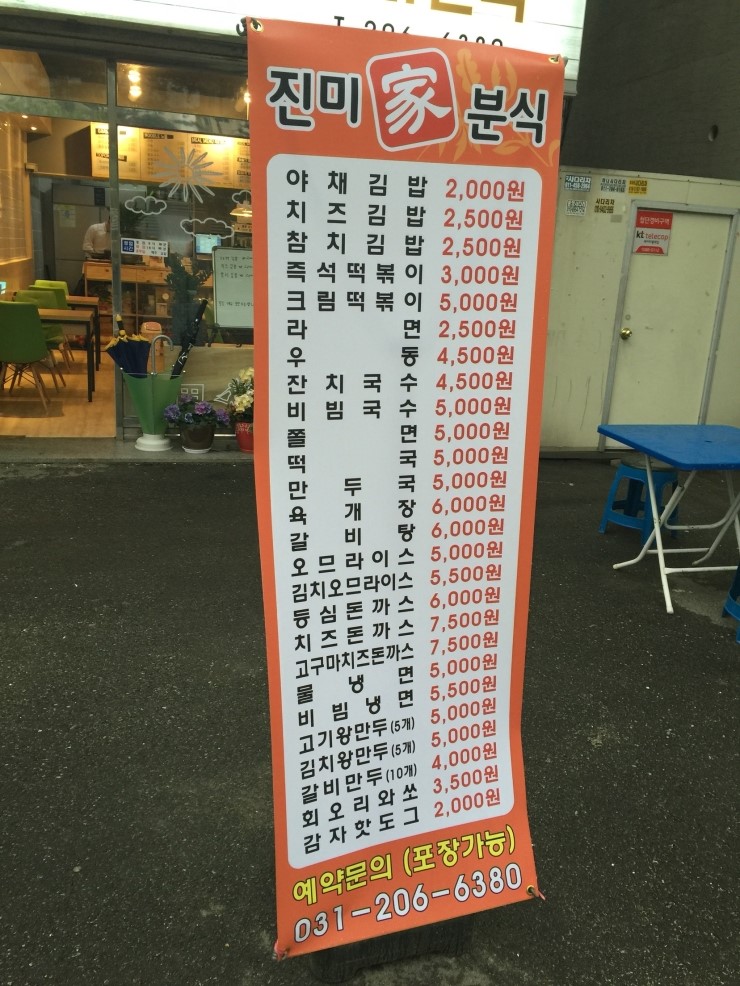 진미 家 분식
야채김밥 2,000원
치즈김밥 2,500원
참치김밥 2,500원
즉석떡볶이 3,000원
크림떡볶이 5,000원
라면 2,500원
우동 4,500원
잔치국수 4,500원
비빔국수 5,000원
쫄면 5,000원
떡국 5,000원
만두국 5,000원
육개장 6,000원
갈비탕 6,000원
오므라이스 5,000원
김치오므라이스 5,500원
등심돈까스 6,000원
치즈돈까스 7,500원
고구마치즈돈까스 7,500원
물냉면 5,000원
비빔냉면 5,500원
고기왕만두(5개) 5,000원
김치왕만두(5개) 5,000원
갈비만두(10개) 4,000원
회오리와쏘 3,500원
감자핫도그 2,000원
예약문의 (포장가능)
031-206-6380
사다리차
첨단경비구역
kt telecop